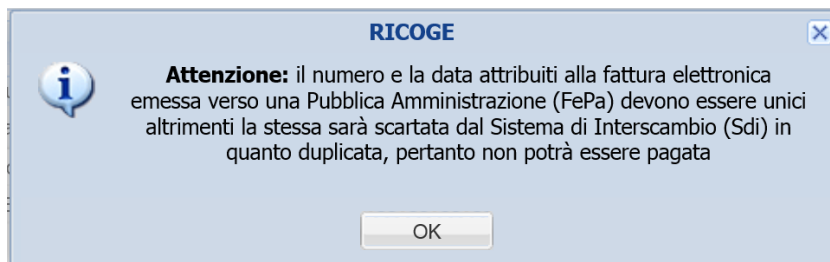 RICOGE
Attenzione: il numero e la data attribuiti alla fattura elettronica
emessa verso una Pubblica Amministrazione (FePa) devono essere unici
altrimenti la stessa sarà scartata dal Sistema di Interscambio (Sdi) in
quanto duplicata, pertanto non potrà essere pagata
OK